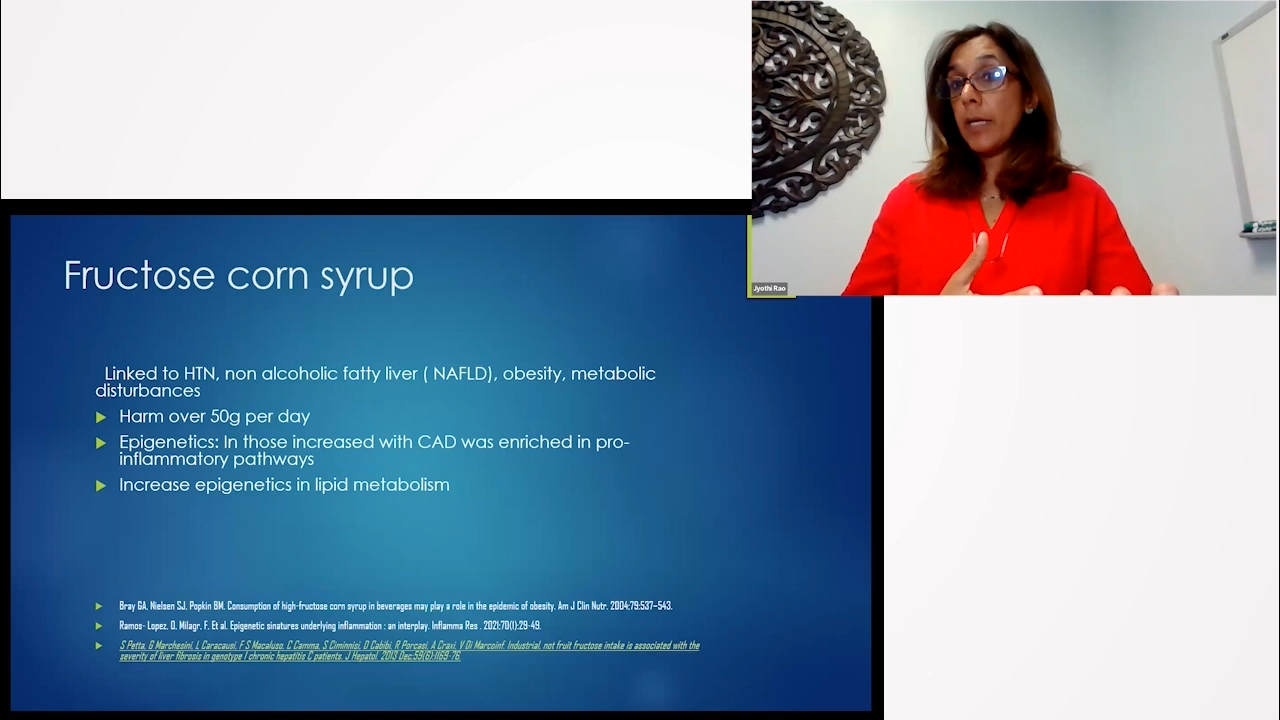 Jyothi Rao
Fructose corn syrup
Linked to HTN, non alcoholic fatty liver ( NAFLD), obesity, metabolic
disturbances
Harm over 50g per day
Epigenetics: In those increased with CAD was enriched in pro-
inflammatory pathways
Increase epigenetics in lipid metabolism
Bray GA, Nielsen SJ, Popkin BM. Consumption of high-fructose corn syrup in beverages may play a role in the epidemic of obesity. Am J Clin Nutr. 2004;79:537–543.
Ramos- Lopez, O. Milagr. F. Et al. Epigenetic sinatures underlying inflammation : an interplay. Inflamma Res . 2021;70(1):29-49.
S Petta, G Marchesini, L Caracausi, F S Macaluso, C Camma, S Ciminnisi, D Cabibi, R Porcasi, A Craxi, V Di Marcoinf. Industrial, not fruit fructose intake is associated with the
severity of liver fibrosis in genotype 1 chronic hepatitis C patients. J Hepatol. 2013 Dec;59(6):1169-76.